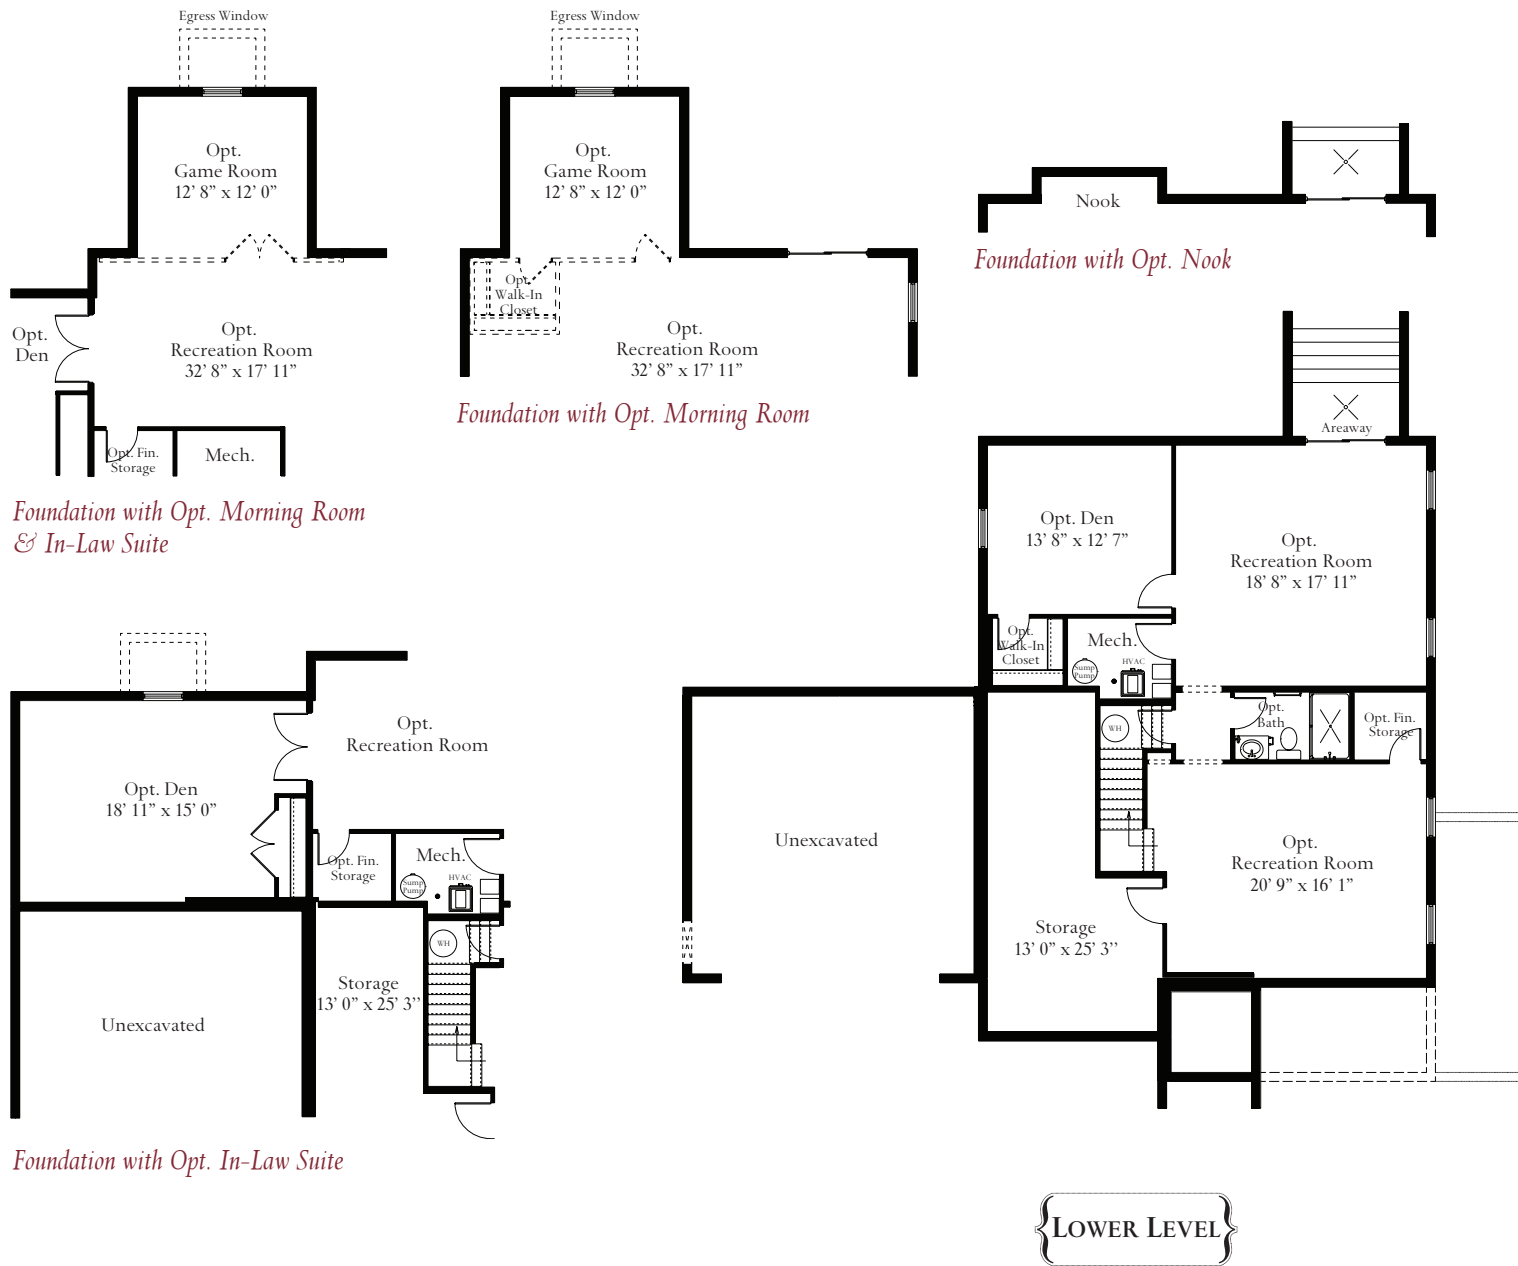 Egress Window
Opt.
Game Room
12’ 8” x 12’ 0”
Opt.
Den
Opt.
Recreation Room
32’ 8” x 17’ 11”
Opt. Fin.
Storage
Mech.
Foundation with Opt. Morning Room
& In-Law Suite
Egress Window
Opt.
Game Room
12’ 8” x 12’ 0”
Opt.
Walk-In
Closet
Opt.
Recreation Room
32’ 8” x 17’ 11”
Foundation with Opt. Morning Room
Nook
Foundation with Opt. Nook
Areaway
Opt. Den
13’ 8” x 12’ 7”
Opt.
Recreation Room
18’ 8” x 17’ 11”
Opt.
Walk-In
Closet
Mech.
Sump
Pump
HVAC
WH
Opt.
Bath
Opt. Fin.
Storage
Unexcavated
Opt.
Recreation Room
20’ 9” x 16’ 1”
Storage
13’ 0” x 25’ 3’’
Opt.
Recreation Room
Opt. Den
18’ 11” x 15’ 0”
Opt. Fin.
Storage
Mech.
Sump
Pump
HVAC
WH
Storage
13’ 0” x 25’ 3’’
Unexcavated
Foundation with Opt. In-Law Suite
LOWER LEVEL